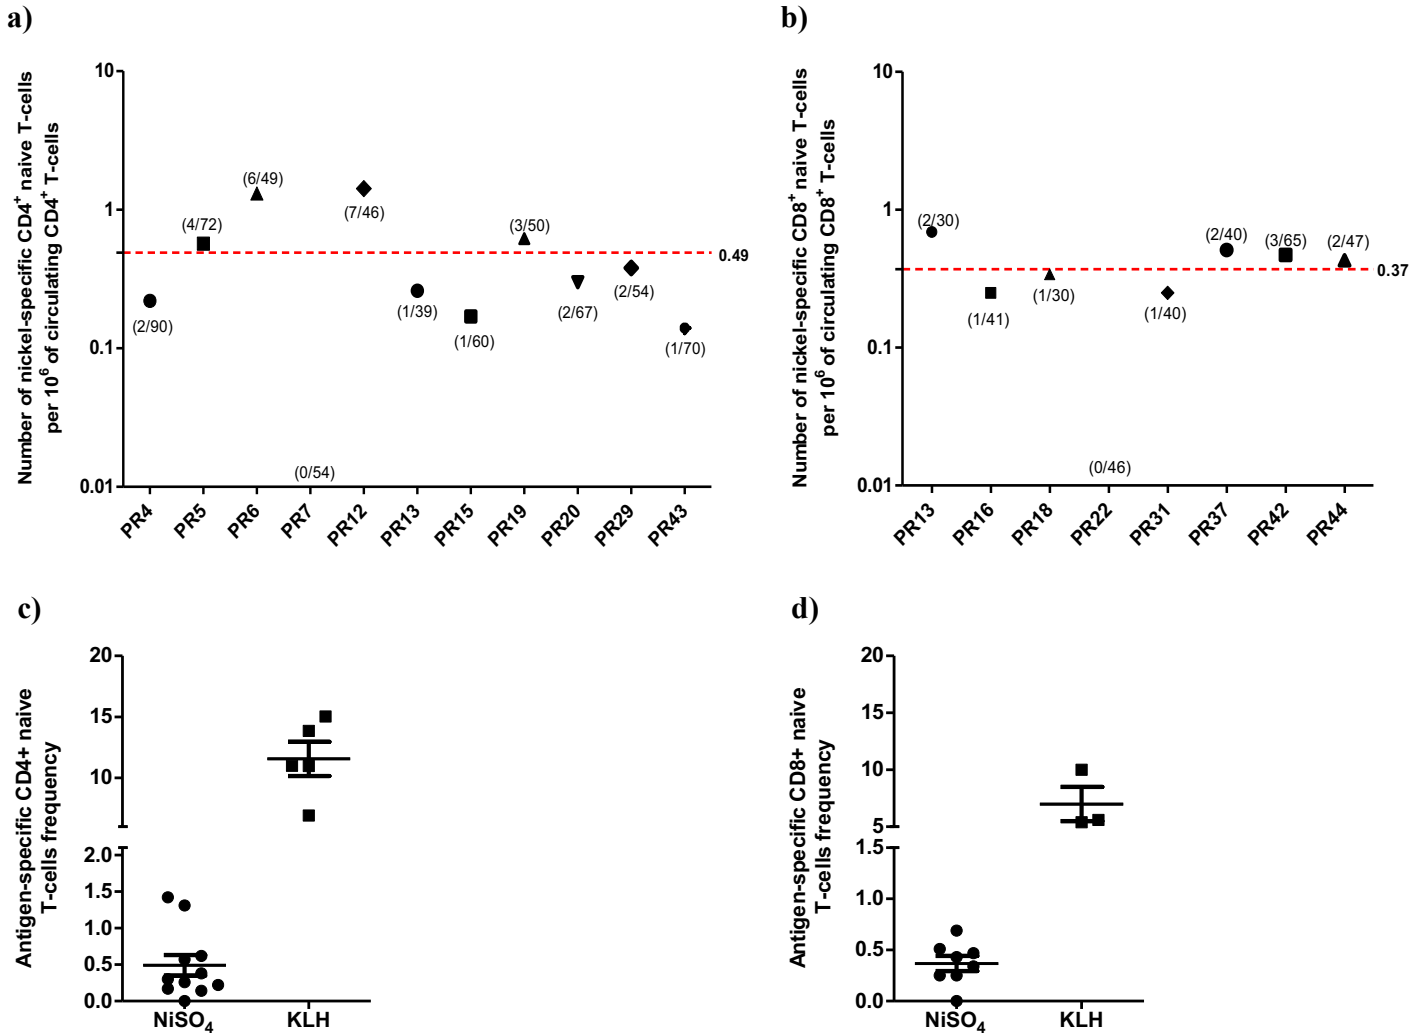 a)
Number of nickel-specific CD4+ naive T-cells
per 10^6 of circulating CD4+ T-cells
10
1
0.1
0.01
(2/90)
(4/72)
(6/49)
(0/54)
(7/46)
(1/39)
(1/60)
(3/50)
(2/67)
(2/54)
(1/70)
0.49
PR4
PR5
PR6
PR7
PR12
PR13
PR15
PR19
PR20
PR29
PR43
b)
Number of nickel-specific CD8+ naive T-cells
per 10^6 of circulating CD8+ T-cells
10
1
0.1
0.01
(2/30)
(1/41)
(1/30)
(0/46)
(1/40)
(2/40)
(3/65)
(2/47)
0.37
PR13
PR16
PR18
PR22
PR31
PR37
PR42
PR44
c)
Antigen-specific CD4+ naive
T-cells frequency
20
15
10
2.0
1.5
1.0
0.5
0.0
NiSO4
KLH
d)
Antigen-specific CD8+ naive
T-cells frequency
20
15
10
5
1.5
1.0
0.5
0.0
NiSO4
KLH